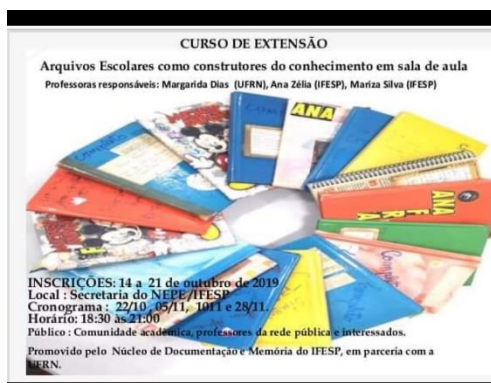 CURSO DE EXTENSÃO
Arquivos Escolares como construtores do conhecimento em sala de aula
Professoras responsáveis: Margarida Dias (UFRN), Ana Zélia (IFESP), Mariza Silva (IFESP)
ANA
ANA
INSCRIÇÕES: 14 a 21 de outubro de 2019
Local : Secretaria do NEPE/IFESP
Cronograma : 22/10 , 05/11, 1011 e 28/11.
Horário: 18:30 às 21:00
Público : Comunidade acadêmica, professores da rede pública e interessados.
Promovido pelo Núcleo de Documentação e Memória do IFESP, em parceria com a
UFRN.